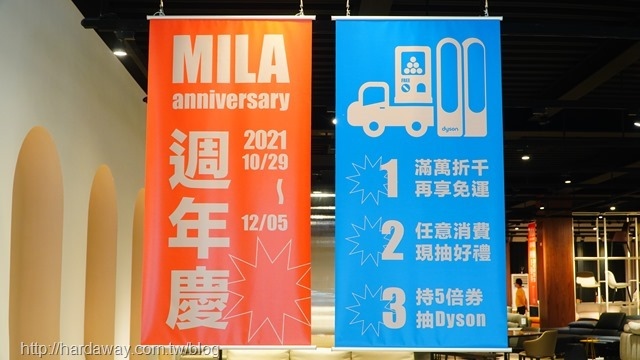 MILA
anniversary
週年慶
2021
10/29
~
12/05
FREE
dyson
1
滿萬折千
再享免運
2
任意消費
現抽好禮
3
持5倍券
抽Dyson
http://hardaway.com.tw/blog